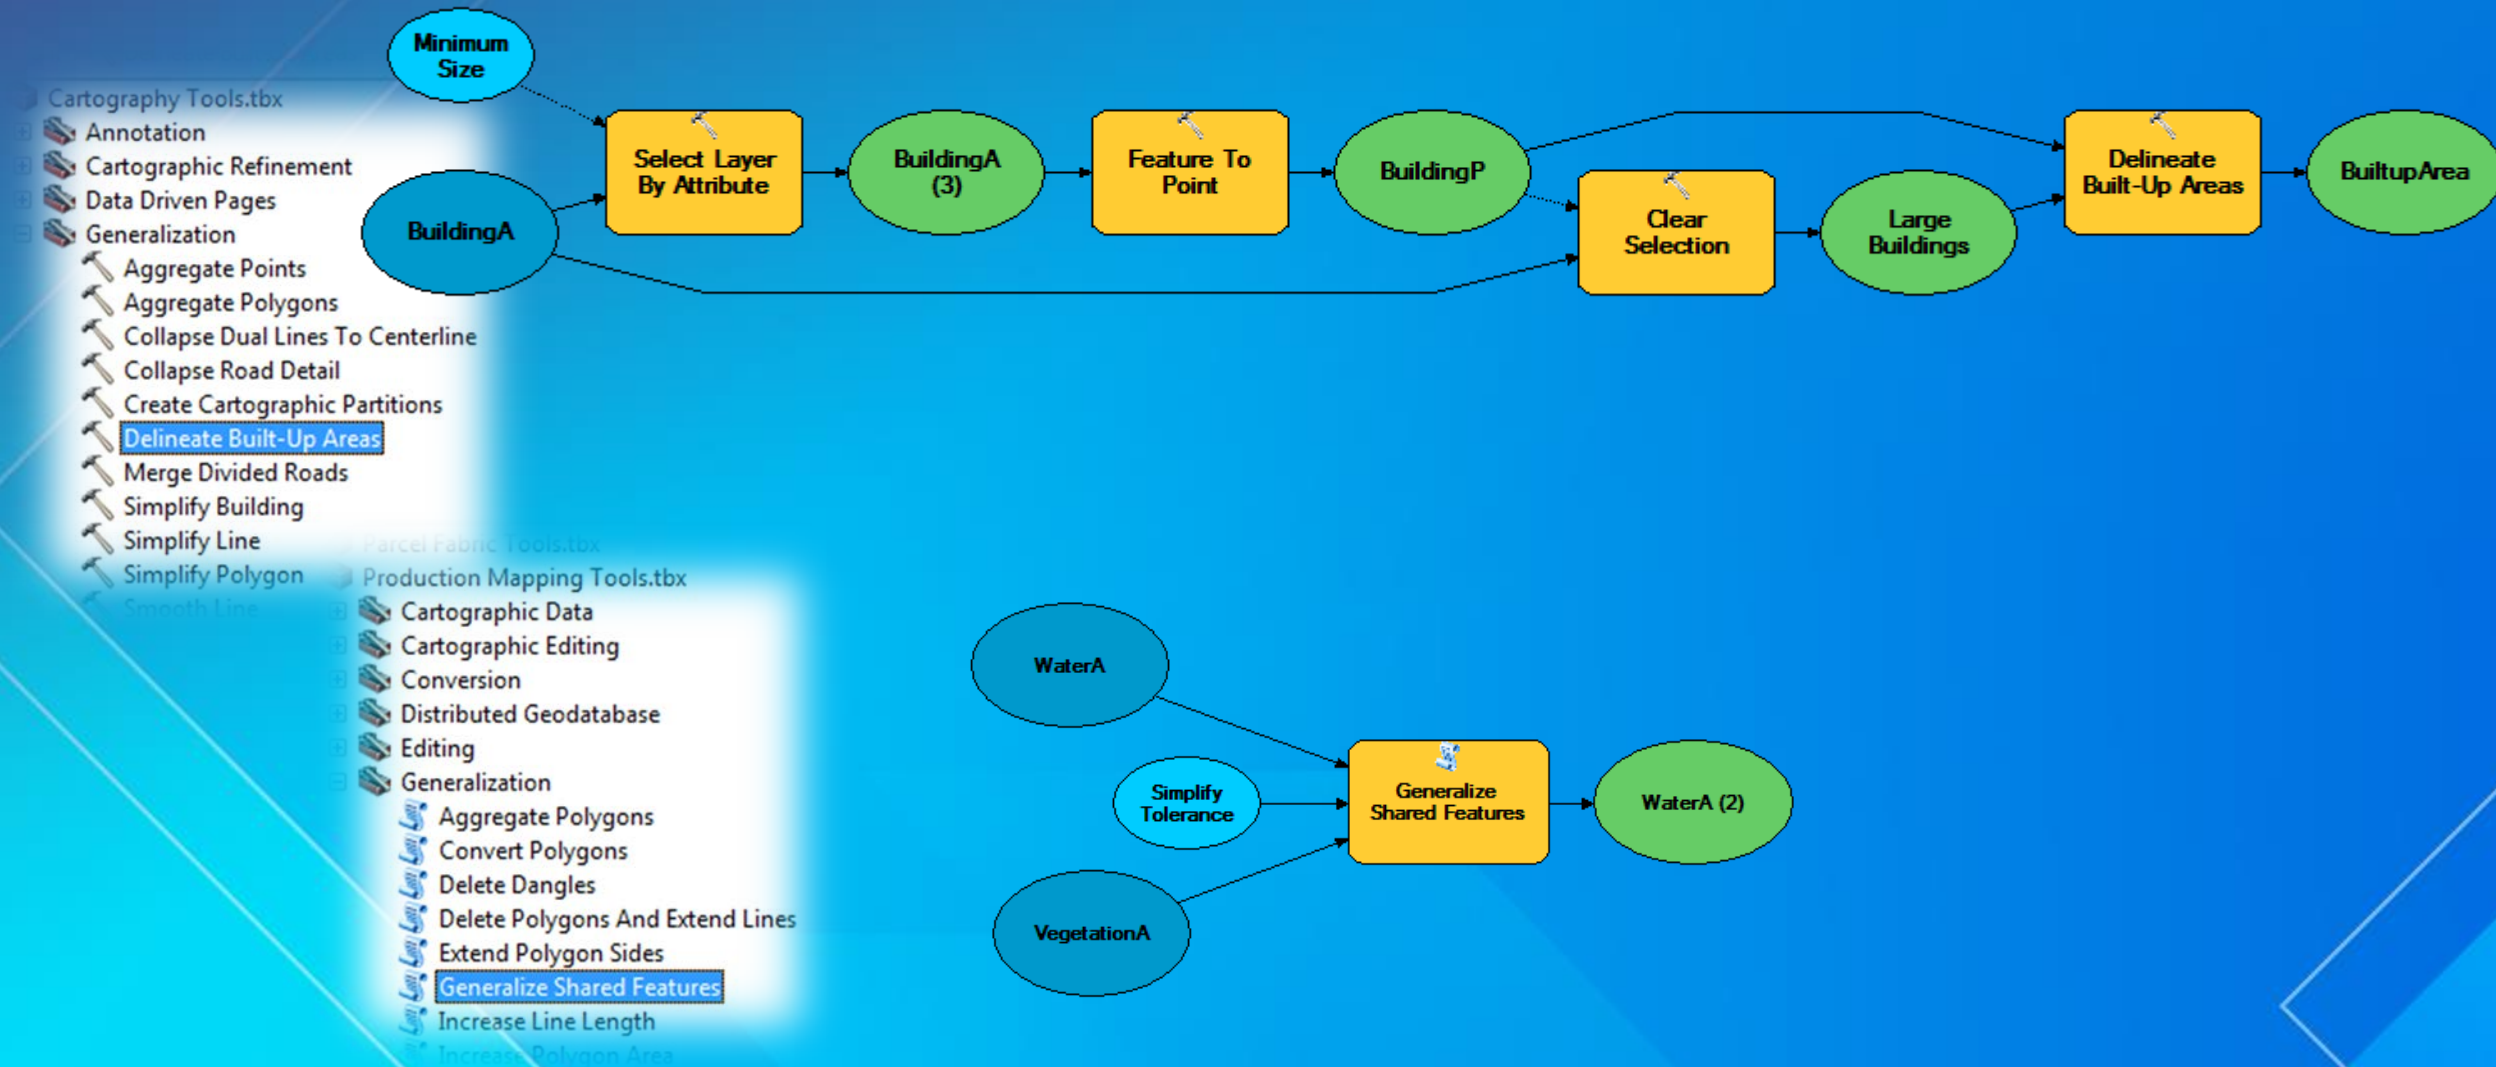 Cartography Tools.tbx
Annotation
Cartographic Refinement
Data Driven Pages
Generalization
Aggregate Points
Aggregate Polygons
Collapse Dual Lines To Centerline
Collapse Road Detail
Create Cartographic Partitions
Delineate Built-Up Areas
Merge Divided Roads
Simplify Building
Simplify Line
Simplify Polygon
Smooth Line
Parcel Fabric Tools.tbx
Production Mapping Tools.tbx
Cartographic Data
Cartographic Editing
Conversion
Distributed Geodatabase
Editing
Generalization
Aggregate Polygons
Convert Polygons
Delete Dangles
Delete Polygons And Extend Lines
Extend Polygon Sides
Generalize Shared Features
Increase Line Length
Increase Polygon Area
Minimum
Size
BuildingA
Select Layer
By Attribute
BuildingA
(3)
Feature To
Point
BuildingP
Clear
Selection
Large
Buildings
Delineate
Built-Up Areas
BuiltupArea
WaterA
Simplify
Tolerance
VegetationA
Generalize
Shared Features
WaterA (2)